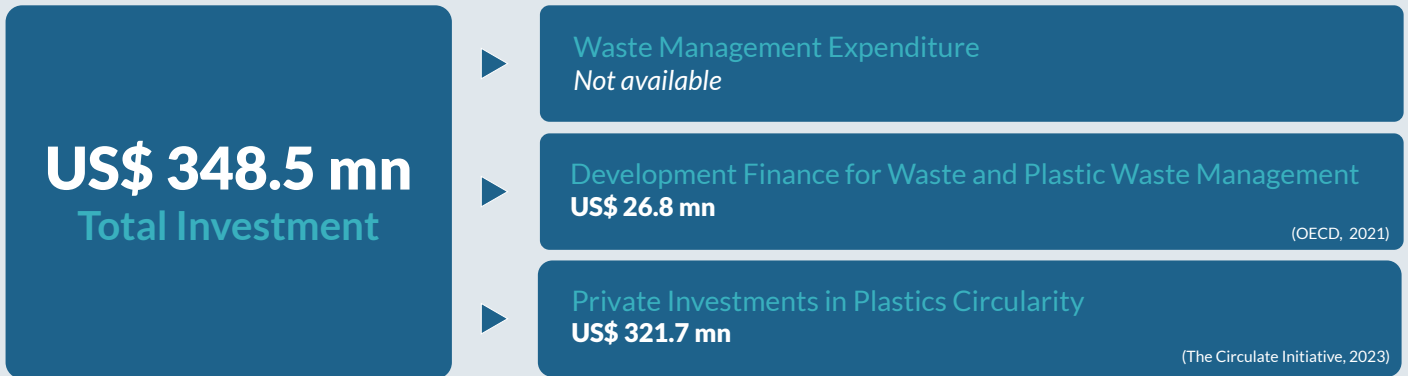 US$ 348.5 mn
Total Investment
Waste Management Expenditure
Not available
Development Finance for Waste and Plastic Waste Management
US$ 26.8 mn
(OECD, 2021)
Private Investments in Plastics Circularity
US$ 321.7 mn
(The Circulate Initiative, 2023)